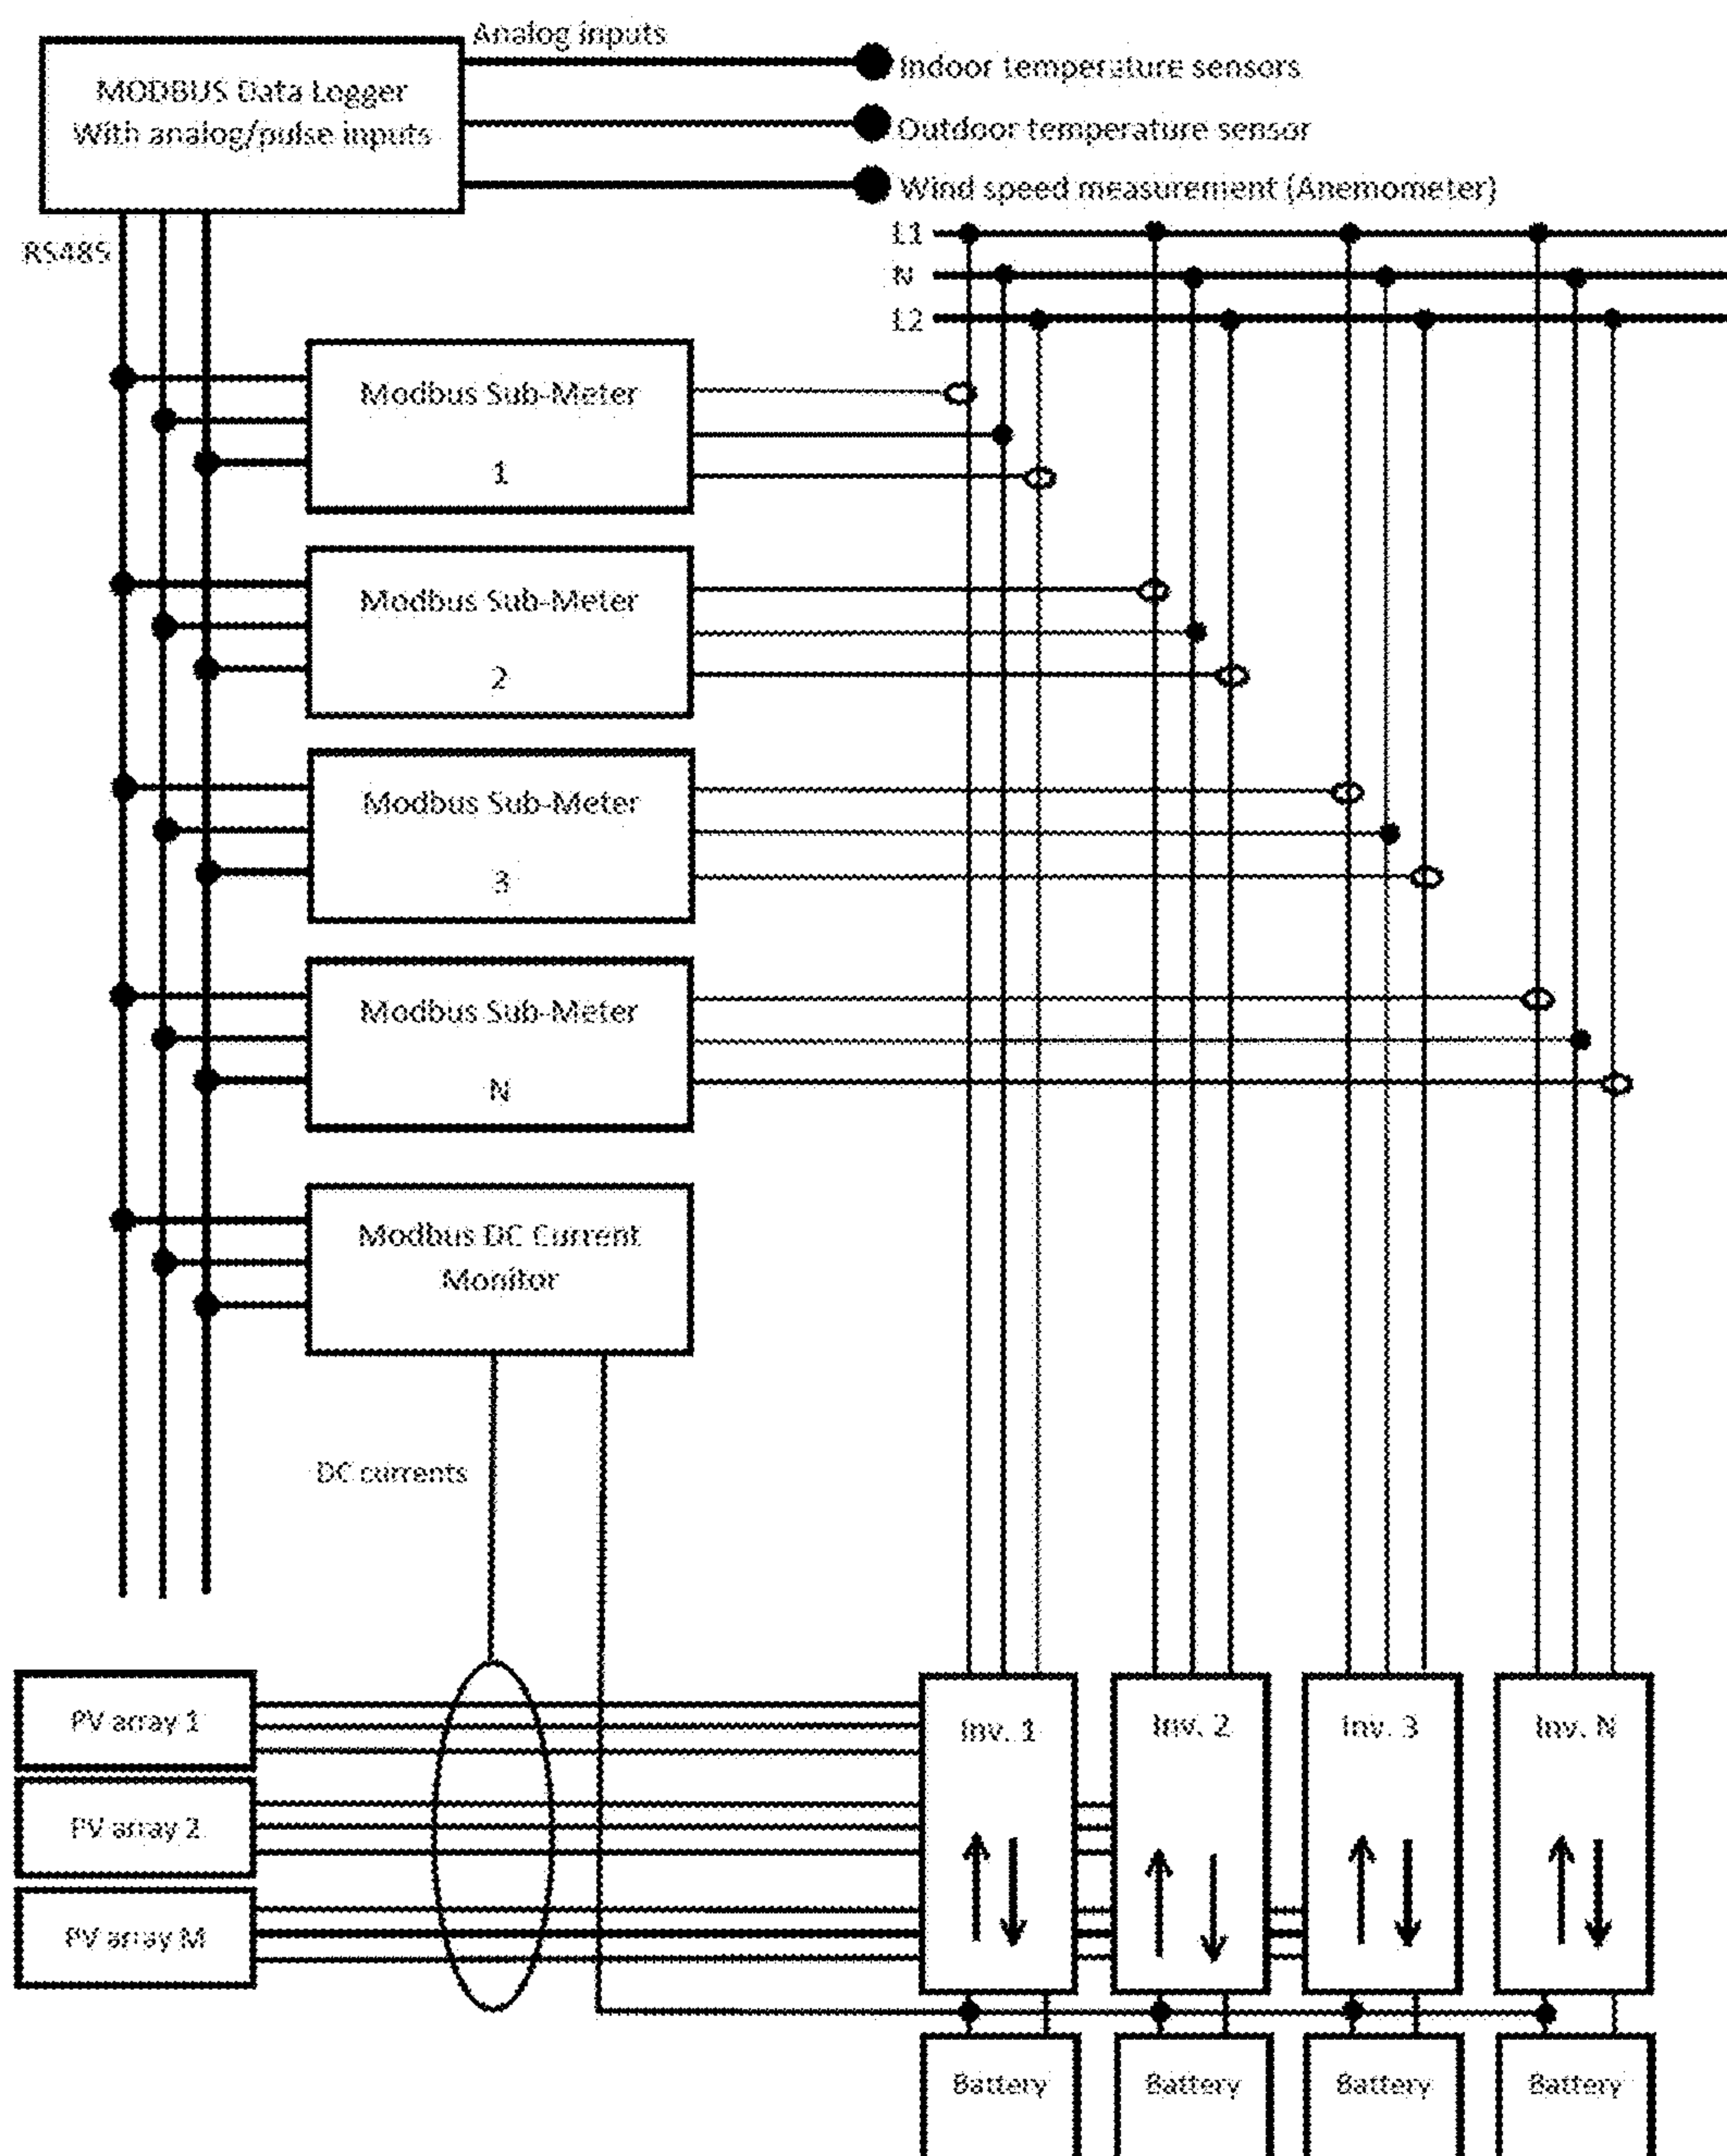 Analog inputs
MODBUS Data Logger
With analog/pulse inputs
Indoor temperature sensors
Outdoor temperature sensor
Wind speed measurement (Anemometer)
RS485
L1
N
L2
Modbus Sub-Meter
1
Modbus Sub-Meter
2
Modbus Sub-Meter
3
Modbus Sub-Meter
N
Modbus DC Current
Monitor
DC currents
PV array 1
PV array 2
PV array M
Inv. 1
Inv. 2
Inv. 3
Inv. N
Battery
Battery
Battery
Battery